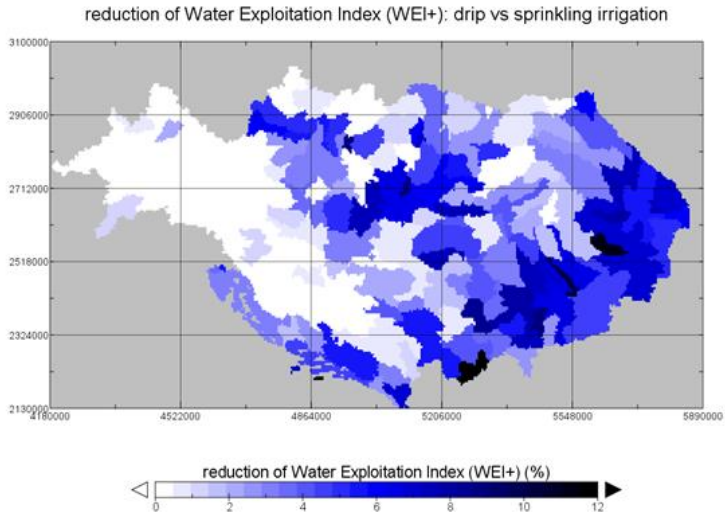 reduction of Water Exploitation Index (WEI+): drip vs sprinkling irrigation
3100000
2906000
2712000
2518000
2324000
2130000
4180000 4522000 4864000 5206000 5548000 5890000
reduction of Water Exploitation Index (WEI+) (%)
0 2 4 6 8 10 12